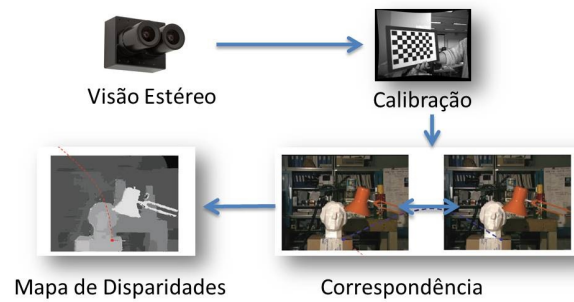 Visão Estéreo
Calibração
Mapa de Disparidades
Correspondência